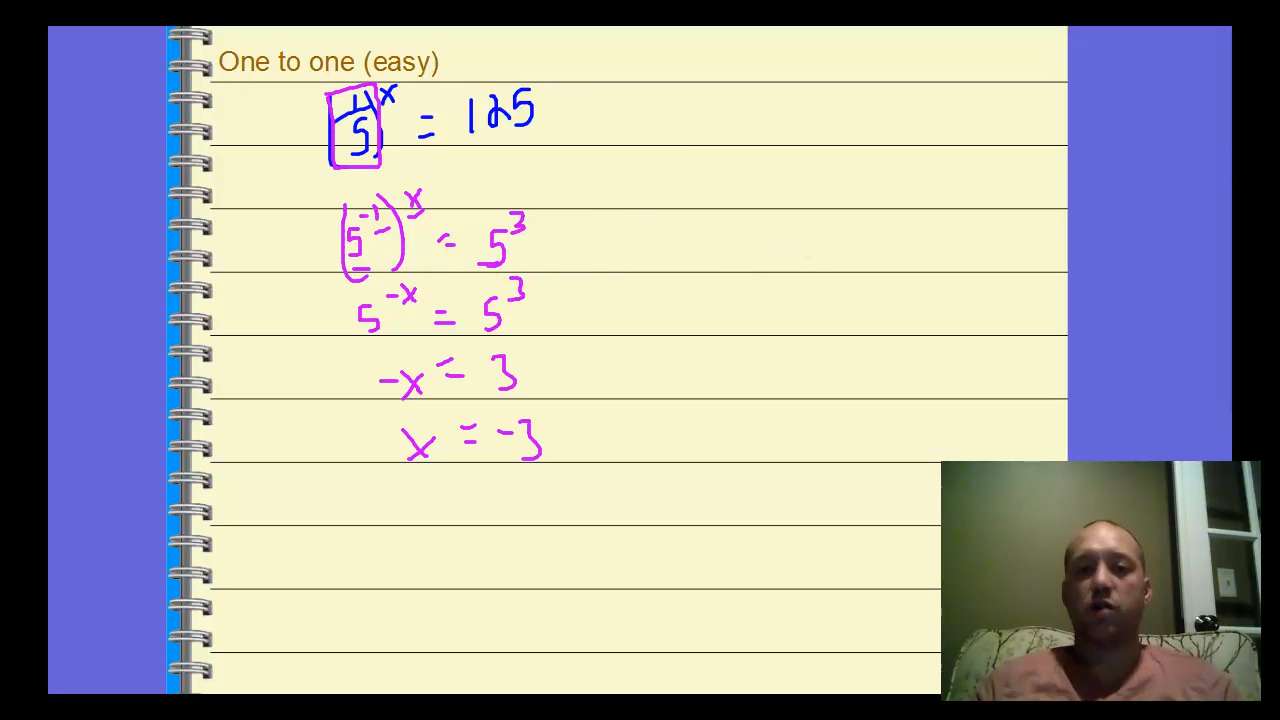 One to one (easy)
(1/5)^x = 125
(5^-1)^x = 5^3
5^-x = 5^3
-x = 3
x = -3